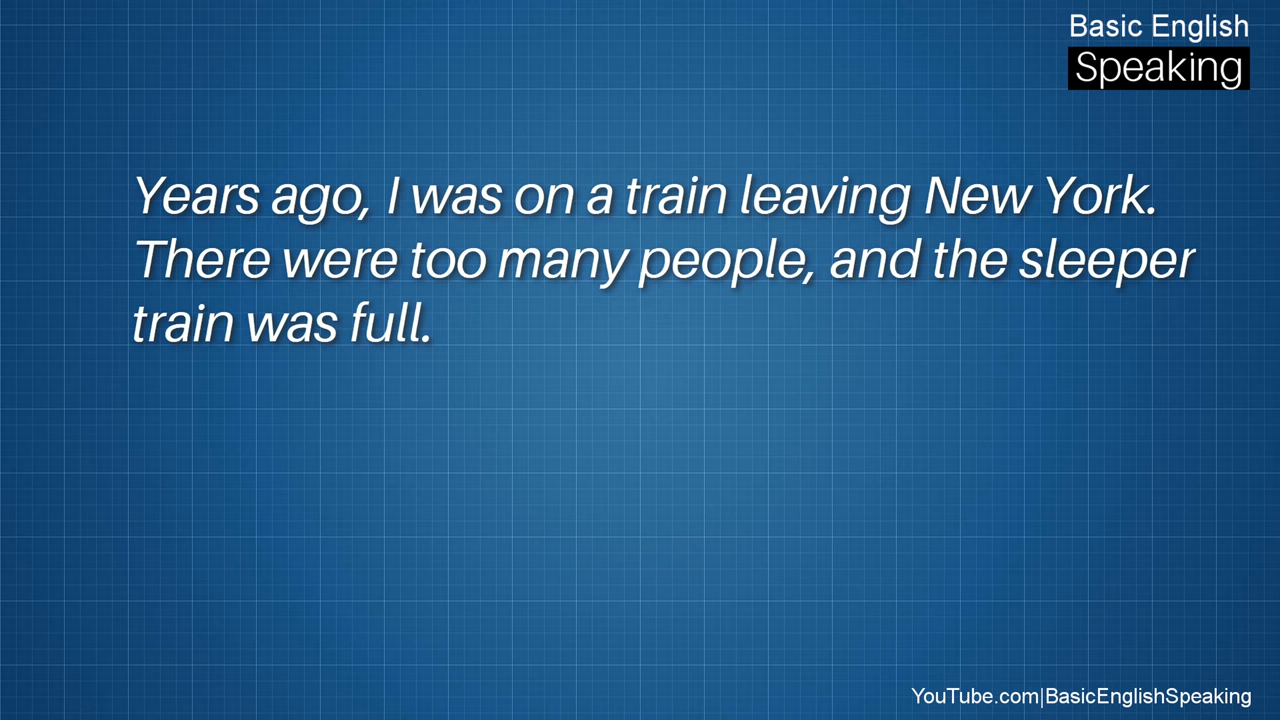 Basic English
Speaking
Years ago, I was on a train leaving New York.
There were too many people, and the sleeper
train was full.
YouTube.com|BasicEnglishSpeaking